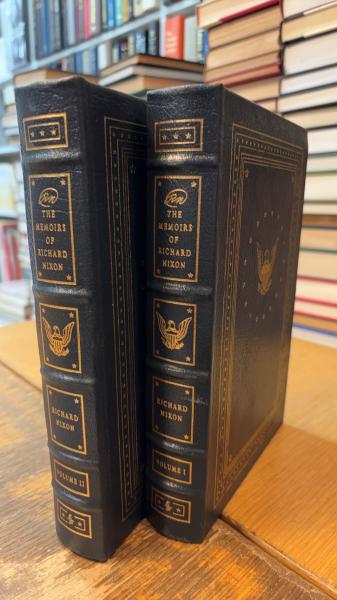 THE
MEMOIRS
OF
RICHARD
NIXON
RICHARD
NIXON
VOLUME II
THE
MEMOIRS
OF
RICHARD
NIXON
RICHARD
NIXON
VOLUME I